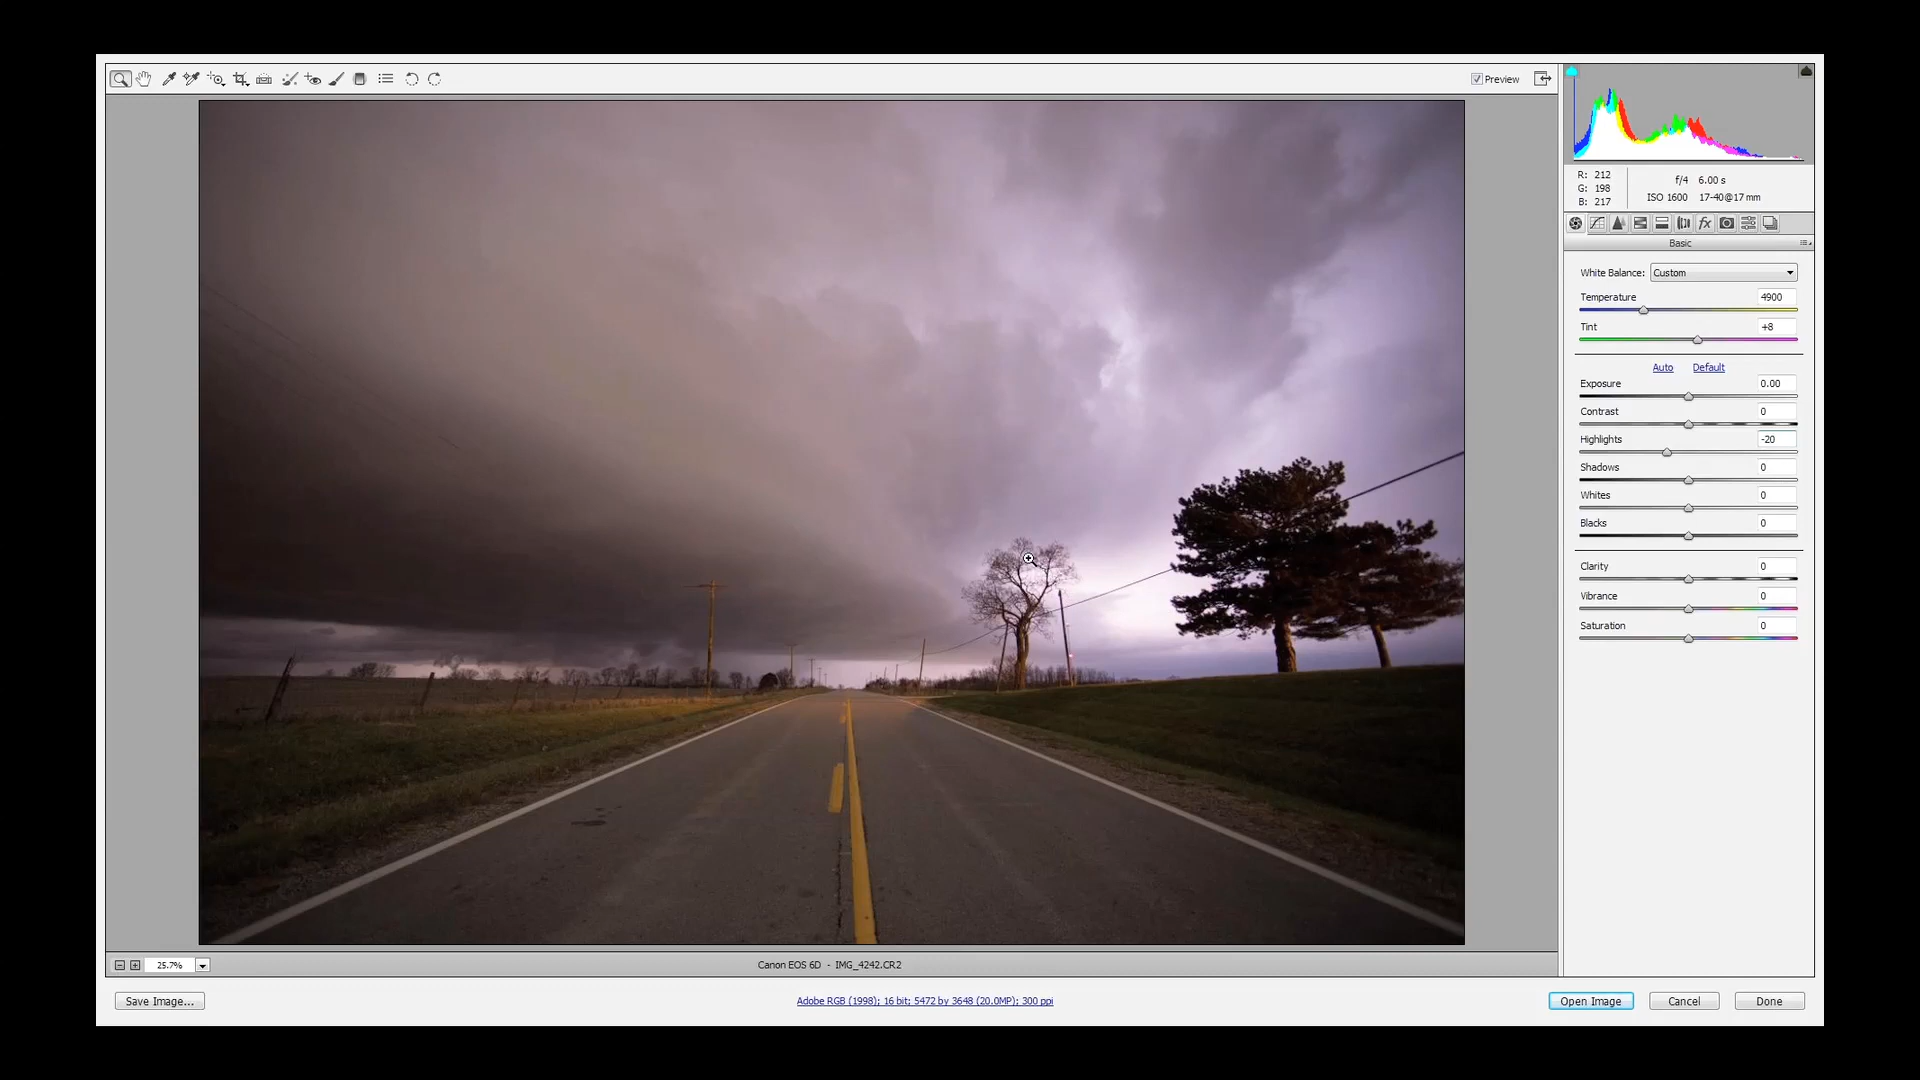 Preview
R: 212
G: 198
B: 217
f/4 6.00 s
ISO 1600 17-40@17 mm
fx
Basic
White Balance: Custom
Temperature 4900
Tint +8
Auto Default
Exposure 0.00
Contrast 0
Highlights -20
Shadows 0
Whites 0
Blacks 0
Clarity 0
Vibrance 0
Saturation 0
25.7%
Canon EOS 6D - IMG_4242.CR2
Save Image...
Adobe RGB (1998); 16 bit; 5472 by 3648 (20.0MP); 300 ppi
Open Image
Cancel
Done